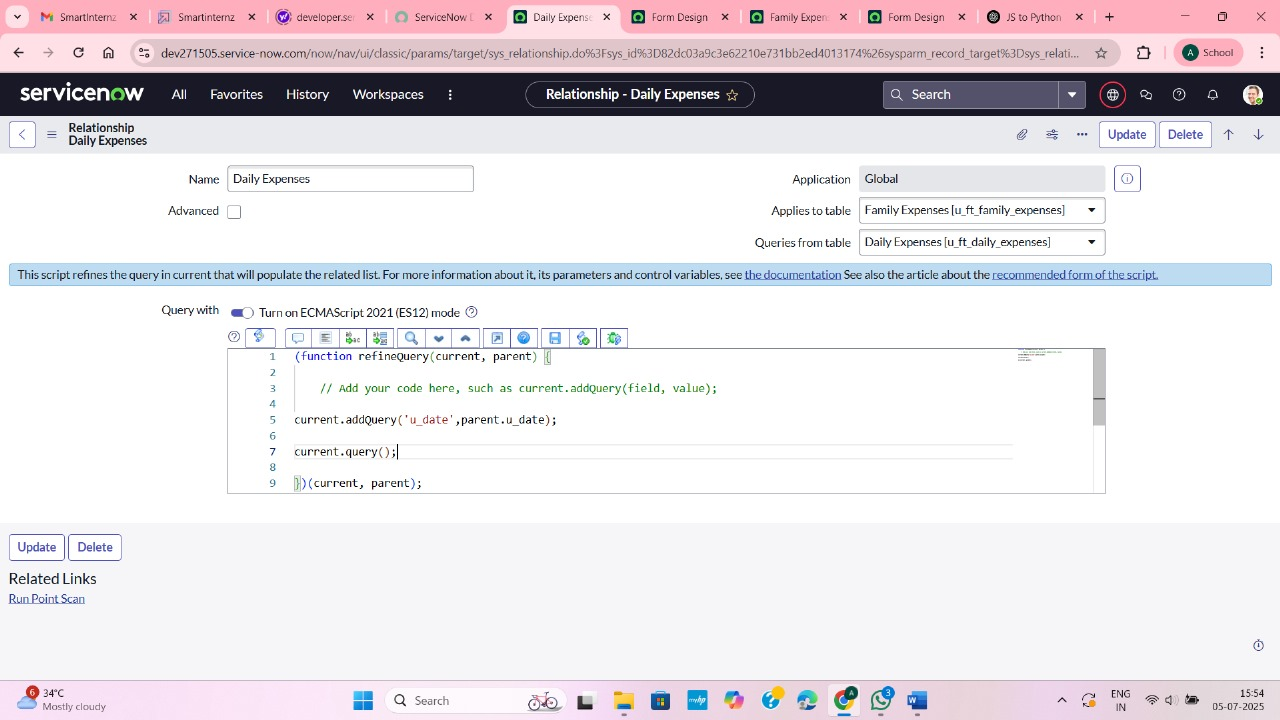 SmartInternz
Smartinternz
developer.ser
ServiceNow D
Daily Expense
Form Design
Family Expen
Form Design
JS to Python
dev271505.service-now.com/now/nav/ui/classic/params/target/sys_relationship.do%3Fsys_id%3D82dc03a9c3e62210e731bb2ed4013174%26sysparm_record_target%3Dsys_relati...
A School
servicenow All Favorites History Workspaces
Relationship - Daily Expenses
Search
Relationship
Daily Expenses
Update Delete
Name Daily Expenses
Application Global
Advanced
Applies to table Family Expenses [u_ft_family_expenses]
Queries from table Daily Expenses [u_ft_daily_expenses]
This script refines the query in current that will populate the related list. For more information about it, its parameters and control variables, see the documentation See also the article about the recommended form of the script.
Query with Turn on ECMAScript 2021 (ES12) mode
1 (function refineQuery(current, parent) {
2
3 // Add your code here, such as current.addQuery(field, value);
4
5 current.addQuery('u_date',parent.u_date);
6
7 current.query();
8
9 })(current, parent);
Update Delete
Related Links
Run Point Scan
6
34°C
Mostly cloudy
Search
A
3
ENG
IN
15:54
05-07-2025